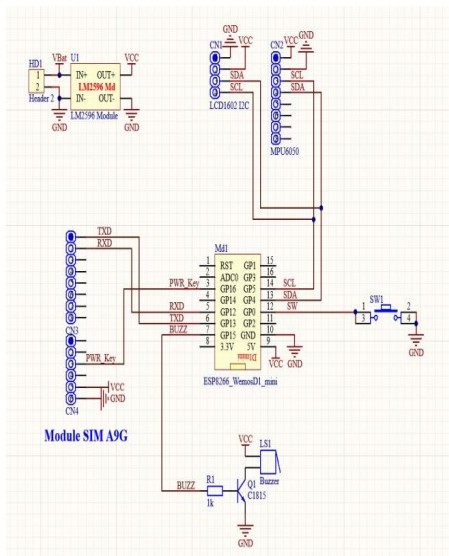 GND
CN1
VCC
SDA
SCL
LCD1602 I2C
CN2
GND
VCC
SCL
SDA
MPU6050
HD1
1
2
Header 2
VBat
U1
VCC
IN+ OUT+
LM2596 Md
IN- OUT-
LM2596 Module
GND
GND
TXD
RXD
CN3
PWR_Key
VCC
GND
CN4
Module SIM A9G
Md1
1 RST GP1 15
2 ADC0 GP3 16
PWR_Key 3 GP16 GP5 14 SCL
4 GP14 GP4 13 SDA
RXD 5 GP12 GP0 12 SW
TXD 6 GP13 GP2 11
BUZZ 7 GP15 GND 10
8 3.3V 5V 9
D1mini
VCC
GND
ESP8266_WemosD1_mini
SW1
1 2
3 4
GND
VCC
LS1
Buzzer
BUZZ
R1
1k
Q1
C1815
GND